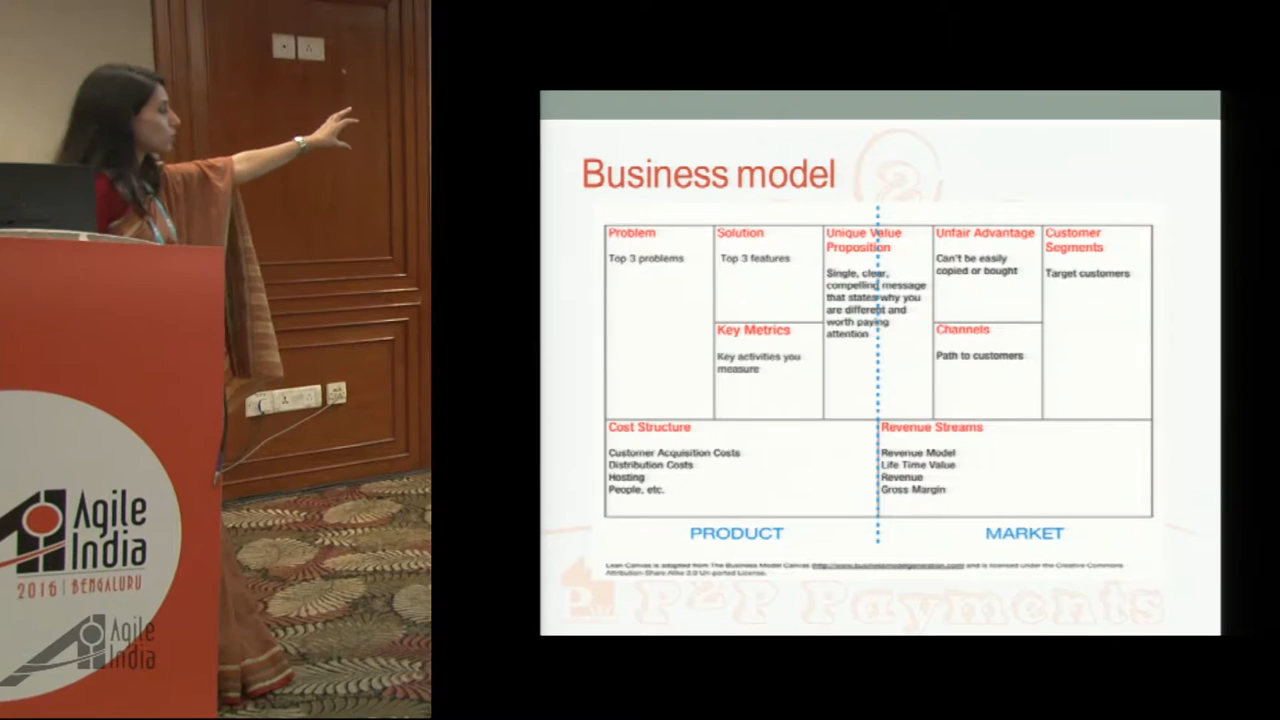 Business model
Problem
Top 3 problems
Solution
Top 3 features
Key Metrics
Key activities you
measure
Unique Value
Proposition
Single, clear,
compelling message
that states why you
are different and
worth paying
attention
Unfair Advantage
Can't be easily
copied or bought
Channels
Path to customers
Customer
Segments
Target customers
Cost Structure
Customer Acquisition Costs
Distribution Costs
Hosting
People, etc.
Revenue Streams
Revenue Model
Life Time Value
Revenue
Gross Margin
PRODUCT
MARKET
Lean Canvas is adapted from The Business Model Canvas (http://www.businessmodelgeneration.com) and is licensed under the Creative Commons
Attribution-Share Alike 3.0 Un-ported License.
P2P Payments
2
Agile
India
2016 | BENGALURU
Agile
India